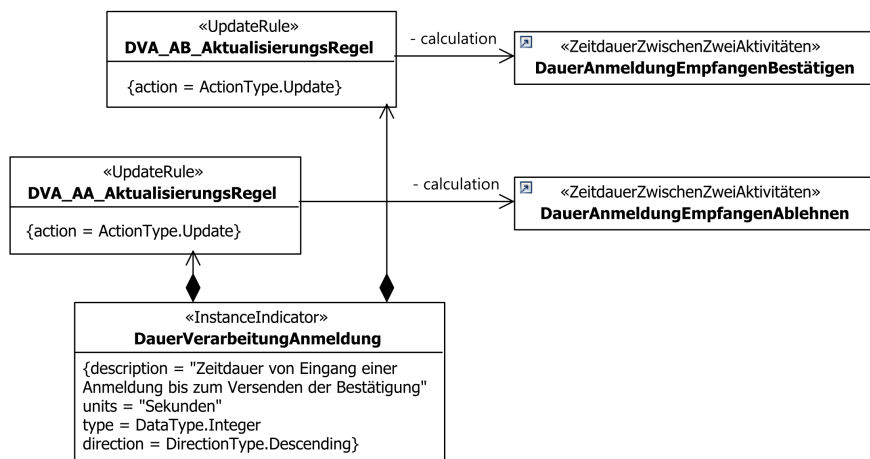 «UpdateRule»
DVA_AB_AktualisierungsRegel
{action = ActionType.Update}
- calculation
«ZeitdauerZwischenZweiAktivitäten»
DauerAnmeldungEmpfangenBestätigen
«UpdateRule»
DVA_AA_AktualisierungsRegel
{action = ActionType.Update}
- calculation
«ZeitdauerZwischenZweiAktivitäten»
DauerAnmeldungEmpfangenAblehnen
«InstanceIndicator»
DauerVerarbeitungAnmeldung
{description = "Zeitdauer von Eingang einer
Anmeldung bis zum Versenden der Bestätigung"
units = "Sekunden"
type = DataType.Integer
direction = DirectionType.Descending}